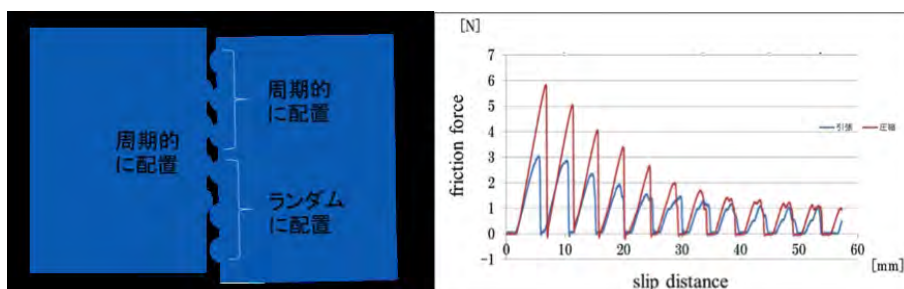 周期的
に配置
周期的
に配置
ランダム
に配置
[N]
friction force
7
6
5
4
3
2
1
0
-1
0
10
20
30
40
50
60
[mm]
slip distance
引張
圧縮